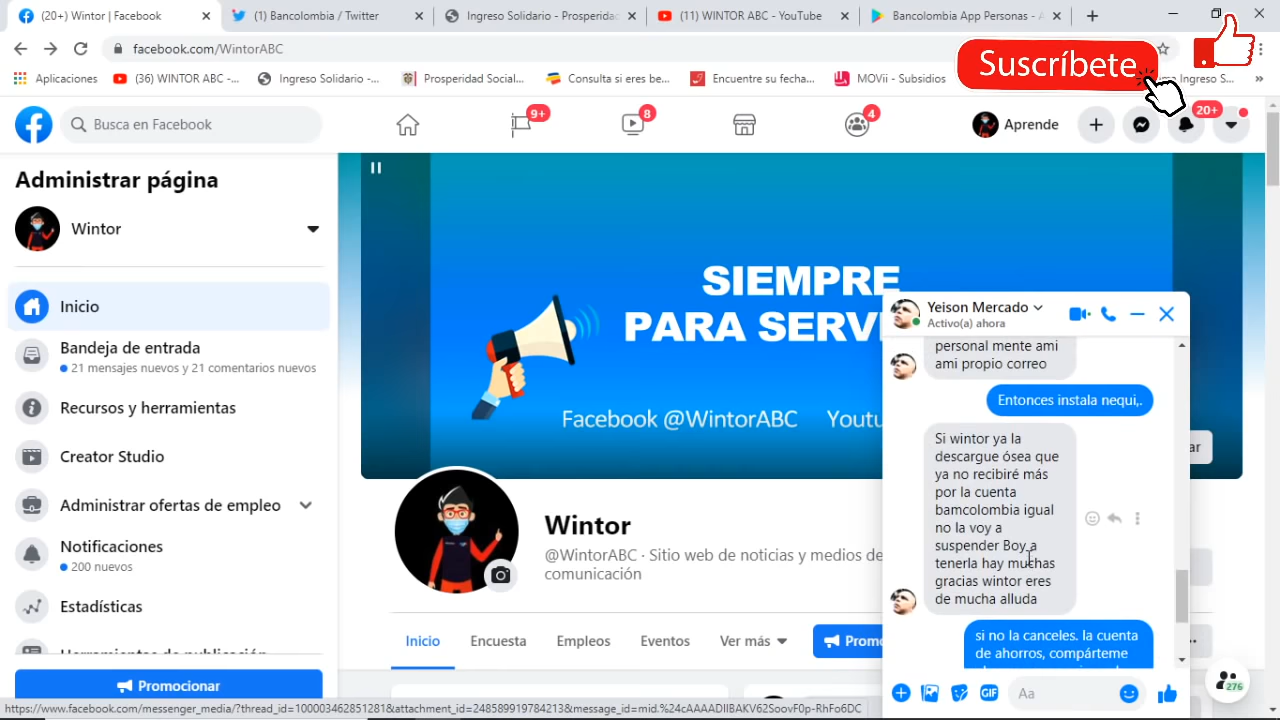 (20+) Wintor | Facebook
(1) Bancolombia / Twitter
Ingreso Solidario - Prosperidad
(11) WINTOR ABC - YouTube
Bancolombia App Personas - A
facebook.com/WintorABC
Aplicaciones
(36) WINTOR ABC -...
Ingreso Solidario -...
Prosperidad Social...
Consulta si eres be...
Encuentre su fecha...
MOVii - Subsidios
Ingreso S...
Suscríbete
Busca en Facebook
9+
8
4
Aprende
20+
Administrar página
Wintor
Inicio
Bandeja de entrada
21 mensajes nuevos y 21 comentarios nuevos
Recursos y herramientas
Creator Studio
Administrar ofertas de empleo
Notificaciones
200 nuevos
Estadísticas
Herramientas de publicación
Promocionar
SIEMPRE
PARA SERV
Facebook @WintorABC
Youtu
Wintor
@WintorABC · Sitio web de noticias y medios de
comunicación
Inicio
Encuesta
Empleos
Eventos
Ver más
Promo
ar
Yeison Mercado
Activo(a) ahora
personal mente ami
ami propio correo
Entonces instala nequi,.
Si wintor ya la
descargue ósea que
ya no recibiré más
por la cuenta
bamcolombia igual
no la voy a
suspender Boy a
tenerla hay muchas
gracias wintor eres
de mucha alluda
si no la canceles. la cuenta
de ahorros, compárteme
GIF
Aa
276
https://www.facebook.com/messenger_media/?thread_id=100003462851281&attachment_id=248589919784213&message_id=mid.%24cAAAADlIBAKV62SoovF0p-RhFo6DC